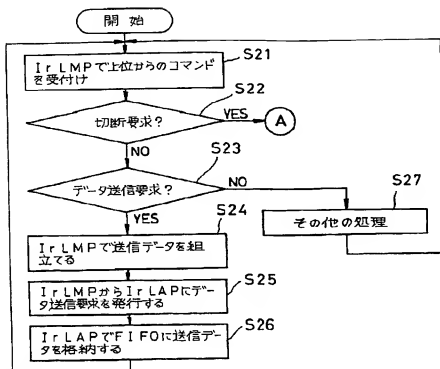 開始
S21
IrLMPで上位からのコマンド
を受付け
S22
切断要求?
YES
A
NO
S23
データ送信要求?
NO
YES
S27
その他の処理
S24
IrLMPで送信データを組
立てる
S25
IrLMPからIrLAPにデー
タ送信要求を発行する
S26
IrLAPでFIFOに送信デー
タを格納する